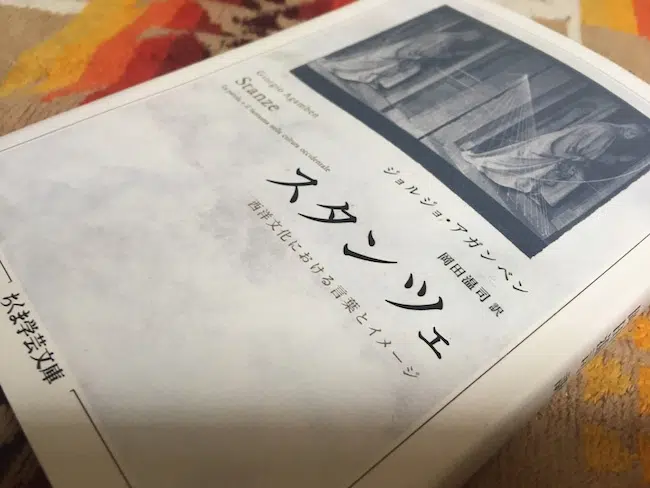 Giorgio Agamben
Stanze
La parola e il fantasma nella cultura occidentale
ジョルジョ・アガンベン
岡田温司 訳
スタンツェ
西洋文化における言葉とイメージ
ちくま学芸文庫